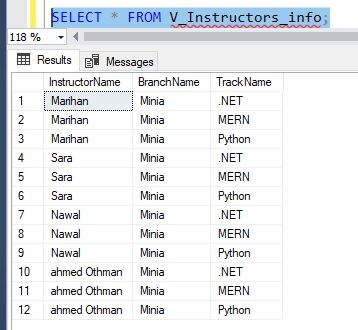 SELECT * FROM V_Instructors_info;
118 %
Results Messages
InstructorName BranchName TrackName
1 Marihan Minia .NET
2 Marihan Minia MERN
3 Marihan Minia Python
4 Sara Minia .NET
5 Sara Minia MERN
6 Sara Minia Python
7 Nawal Minia .NET
8 Nawal Minia MERN
9 Nawal Minia Python
10 ahmed Othman Minia .NET
11 ahmed Othman Minia MERN
12 ahmed Othman Minia Python